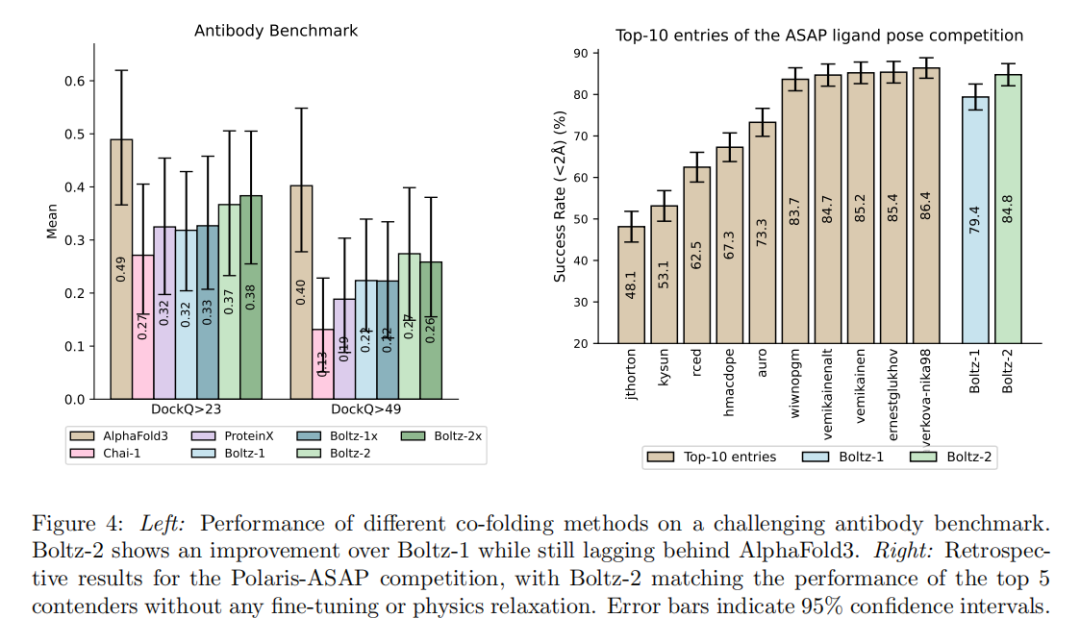 Antibody Benchmark
Mean
0.6
0.5
0.4
0.3
0.2
0.1
0.0
0.49
0.27
0.32
0.32
0.33
0.37
0.38
0.40
0.13
0.19
0.22
0.22
0.27
0.26
DockQ>23
DockQ>49
AlphaFold3 ProteinX Boltz-1x Boltz-2x
Chai-1 Boltz-1 Boltz-2
Top-10 entries of the ASAP ligand pose competition
Success Rate (<2Å) (%)
90
80
70
60
50
40
30
20
48.1
53.1
62.5
67.3
73.3
83.7
84.7
85.2
85.4
86.4
79.4
84.8
jthorton
kysun
rced
hmacdope
auro
wiwnopgm
vemikainenalt
vemikainen
ernestglukhov
verkova-nika98
Boltz-1
Boltz-2
Top-10 entries Boltz-1 Boltz-2
Figure 4: Left: Performance of different co-folding methods on a challenging antibody benchmark.
Boltz-2 shows an improvement over Boltz-1 while still lagging behind AlphaFold3. Right: Retrospec-
tive results for the Polaris-ASAP competition, with Boltz-2 matching the performance of the top 5
contenders without any fine-tuning or physics relaxation. Error bars indicate 95% confidence intervals.